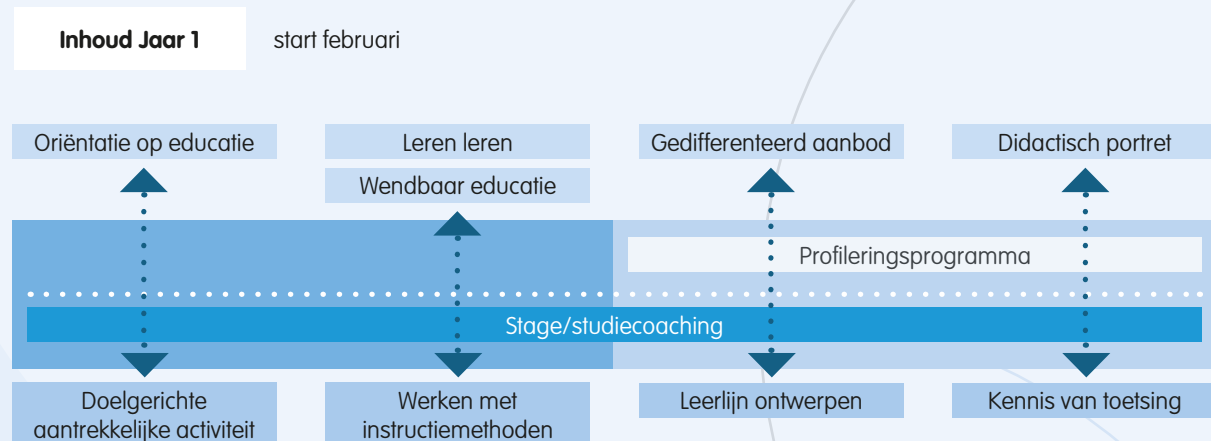 Inhoud Jaar 1
start februari
Oriëntatie op educatie
Leren leren
Gedifferenteerd aanbod
Didactisch portret
Wendbaar educatie
Profileringsprogramma
Stage/studiecoaching
Doelgerichte
aantrekkelijke activiteit
Werken met
instructiemethoden
Leerlijn ontwerpen
Kennis van toetsing